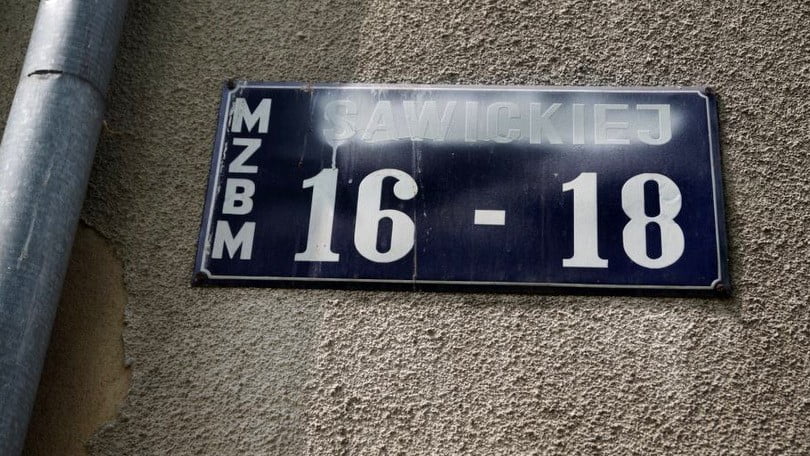 MZBM
SAWICKIEJ
16 - 18